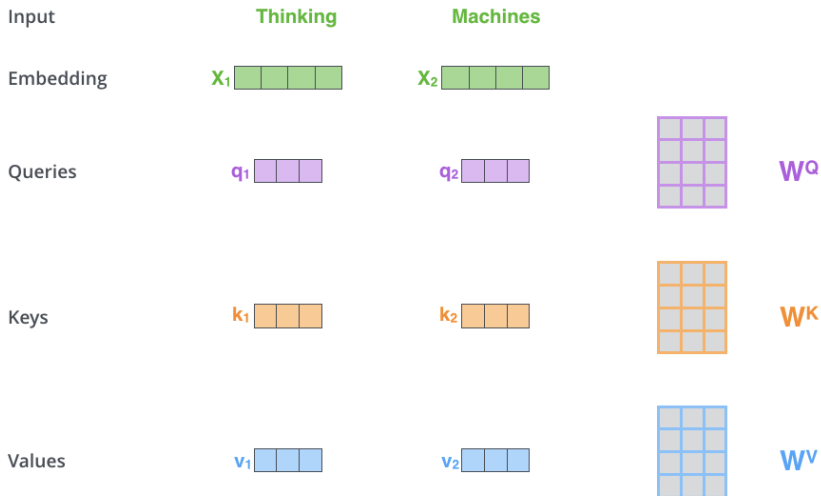 Input Thinking Machines
Embedding X1 X2
Queries q1 q2 WQ
Keys k1 k2 WK
Values v1 v2 WV